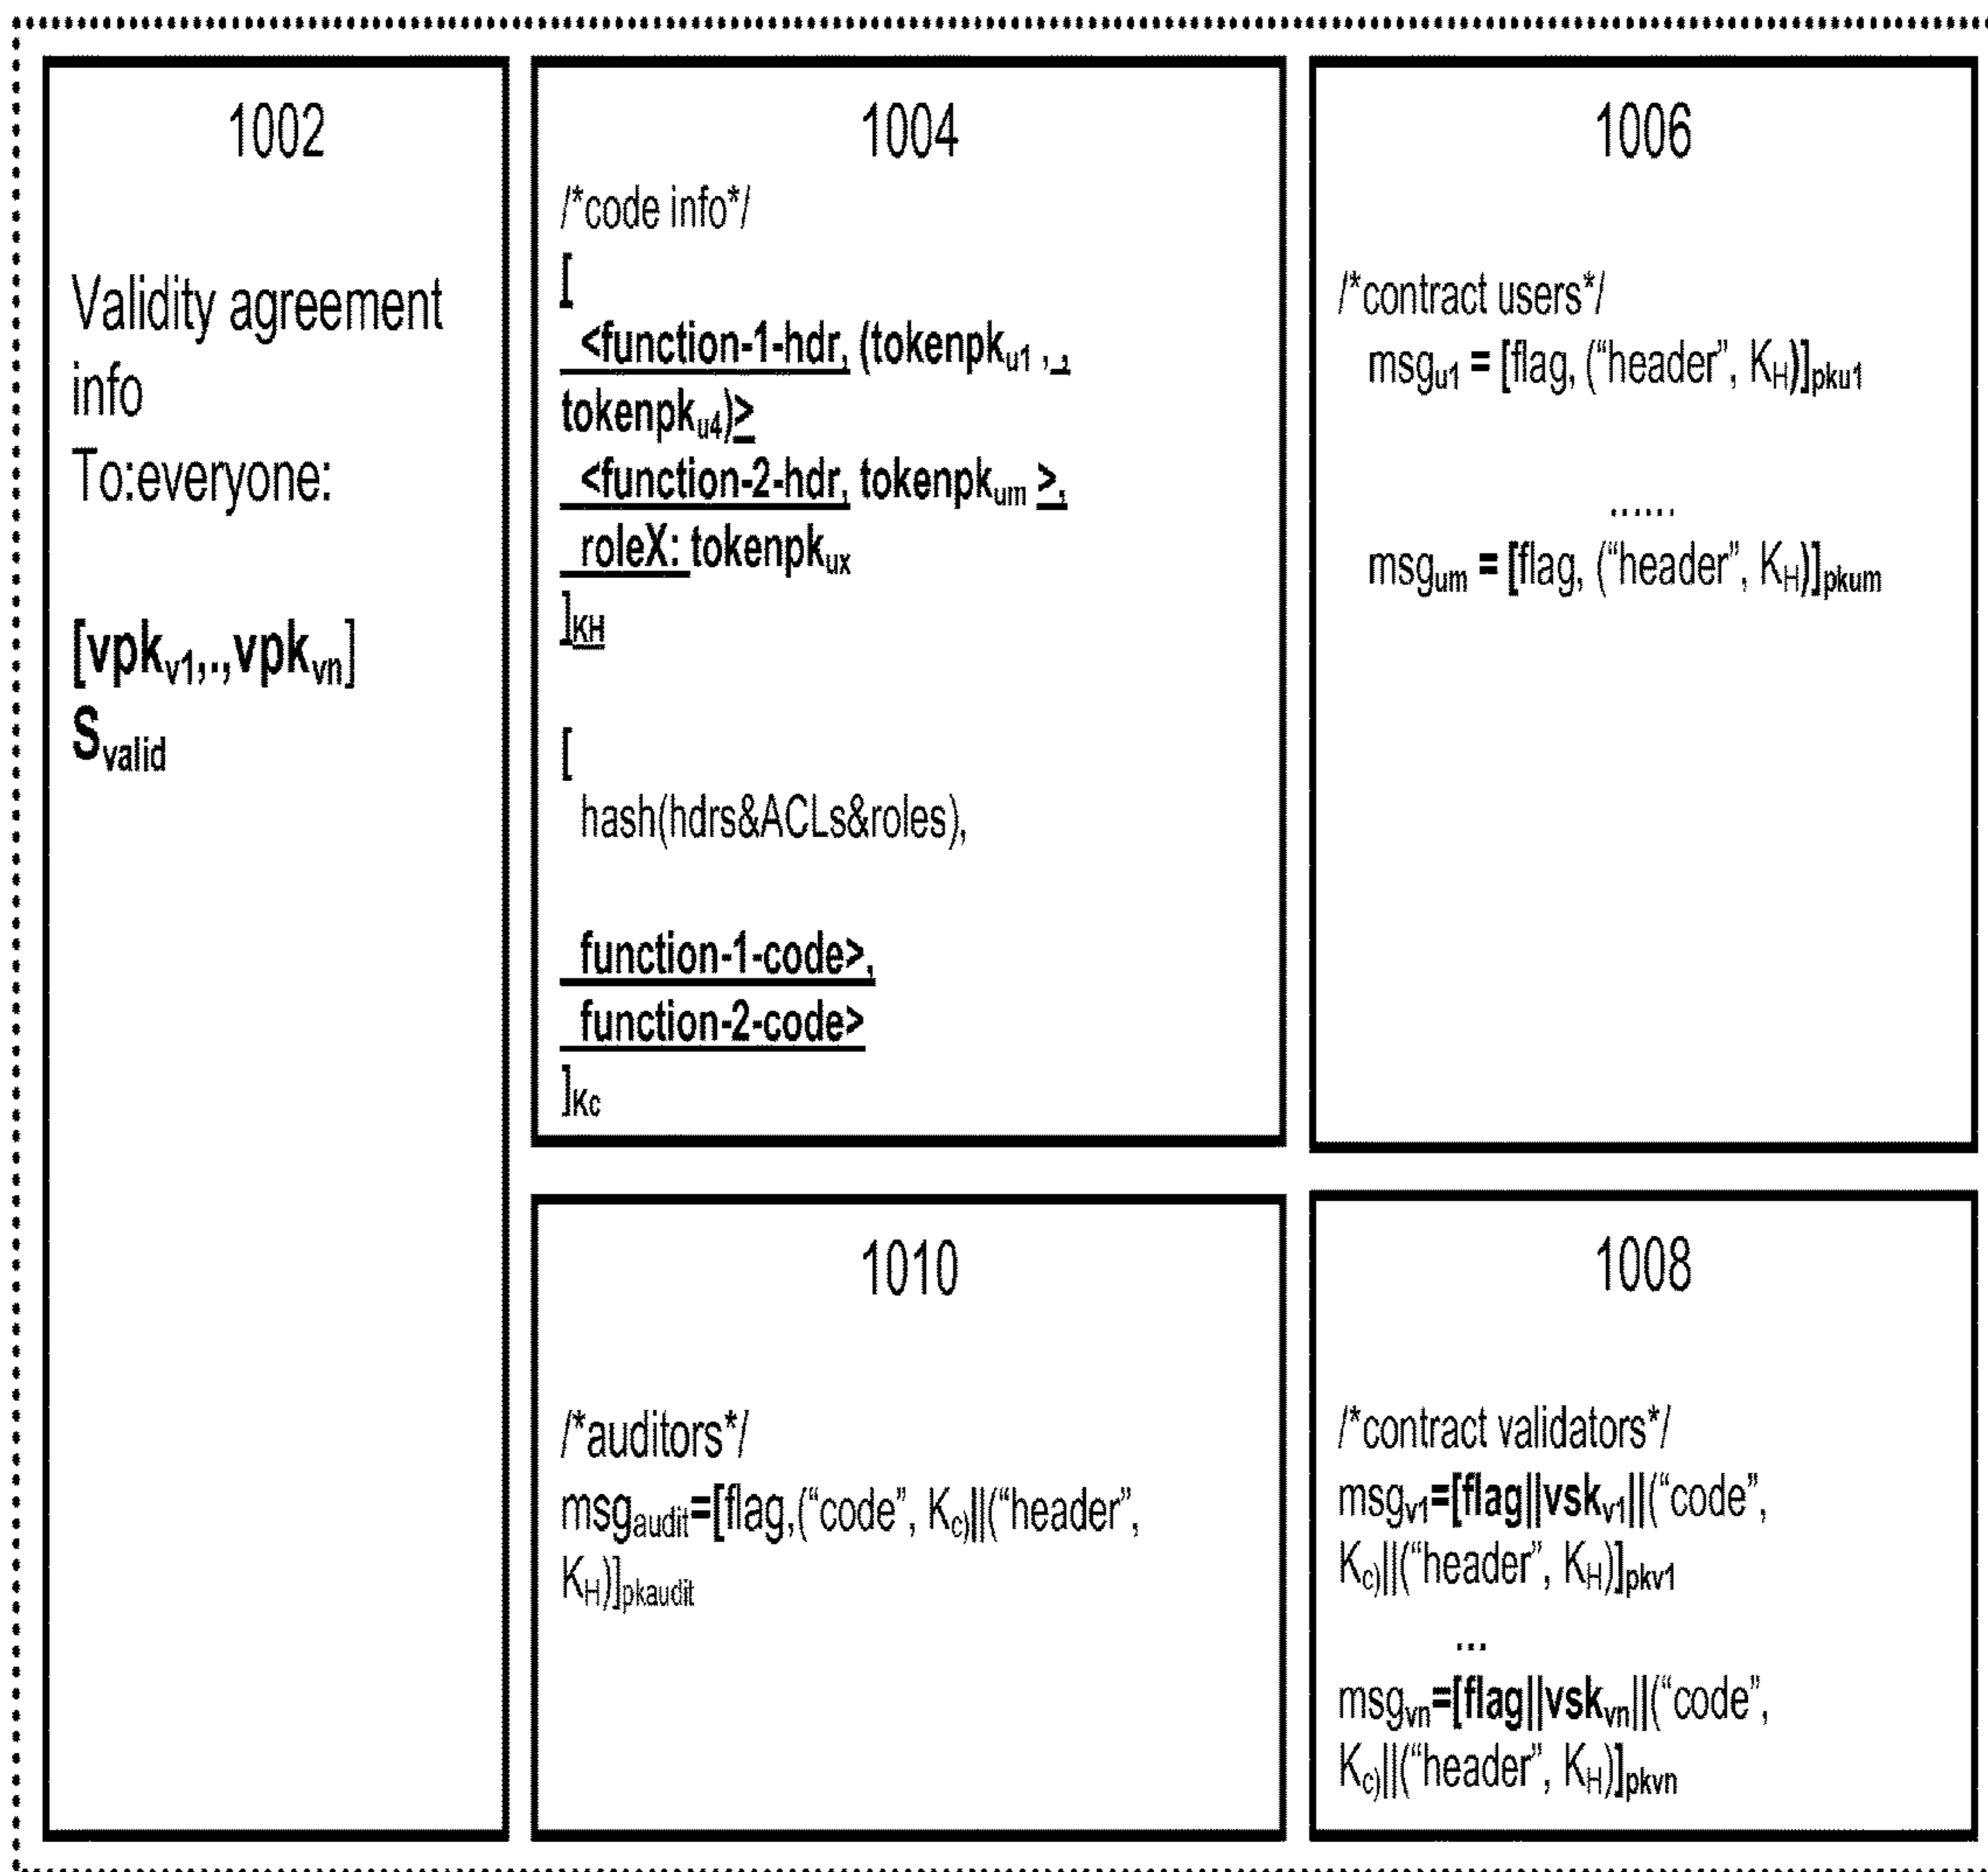 1002
Validity agreement
info
To:everyone:
[vpkv1,.,vpkvn]
Svalid
1004
/*code info*/
[
<function-1-hdr, (tokenpku1 , .,
tokenpku4)>
<function-2-hdr, tokenpkum >,
roleX: tokenpkux
]KH
[
hash(hdrs&ACLs&roles),
function-1-code>,
function-2-code>
]Kc
1006
/*contract users*/
msgu1 = [flag, (“header”, KH)]pku1
......
msgum = [flag, (“header”, KH)]pkum
1010
/*auditors*/
msgaudit=[flag,(“code”, Kc)||(“header”,
KH)]pkaudit
1008
/*contract validators*/
msgv1=[flag||vskv1||(“code”,
Kc)||(“header”, KH)]pkv1
...
msgvn=[flag||vskvn||(“code”,
Kc)||(“header”, KH)]pkvn